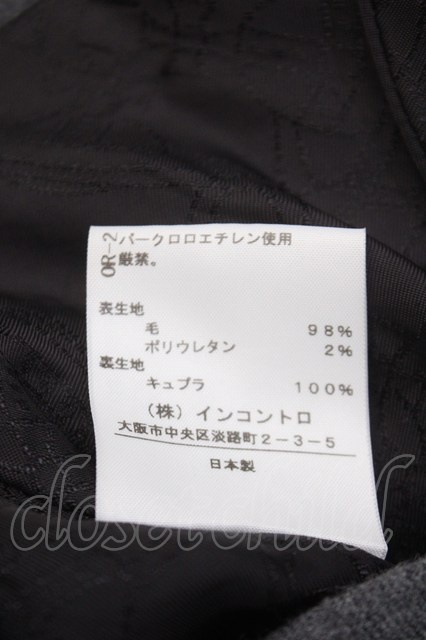 OR-2
パークロロエチレン使用
厳禁。
表生地
毛 98%
ポリウレタン 2%
裏生地
キュプラ 100%
(株)インコントロ
大阪市中央区淡路町2-3-5
日本製
closet child